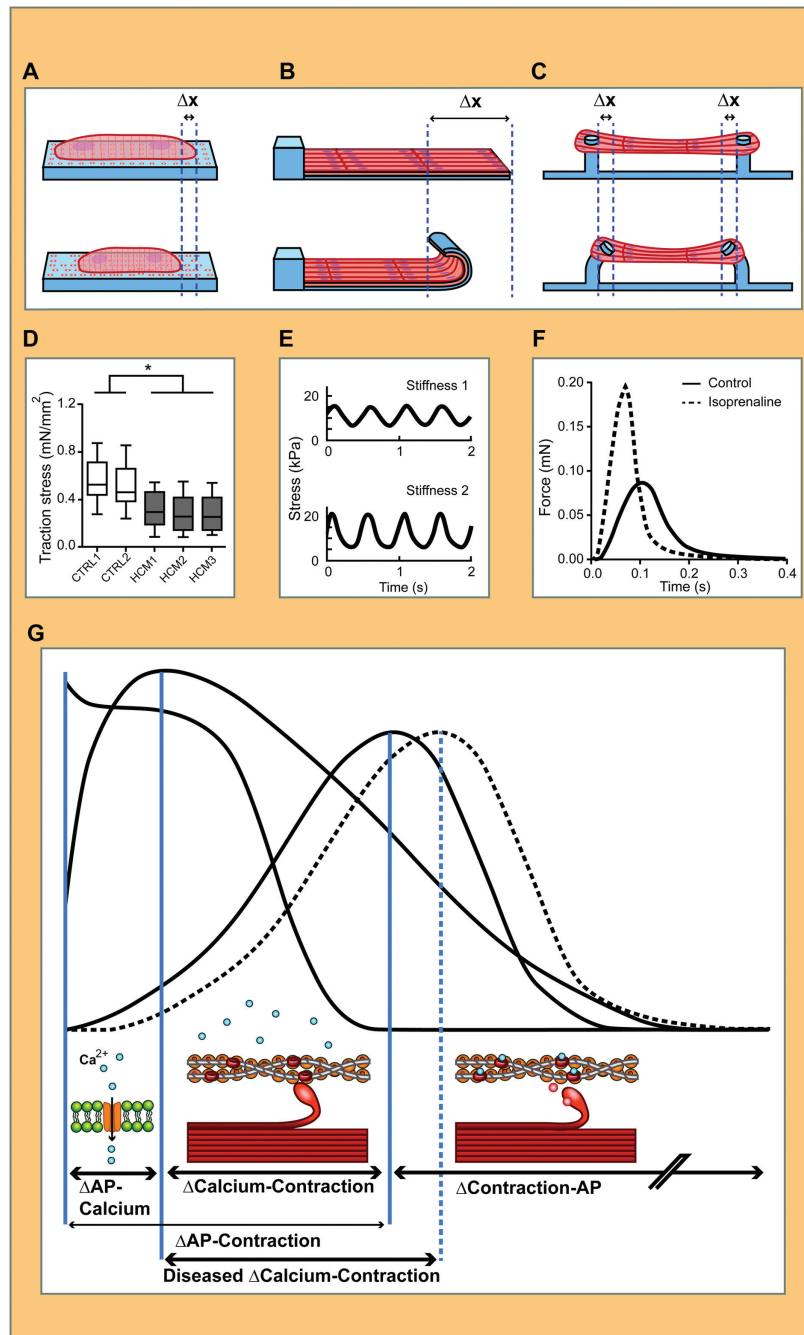 A
B
C
Δx
Δx
Δx
Δx
D
E
F
*
Traction stress (mN/mm²)
1.2
0.8
0.4
0.0
CTRL1
CTRL2
HCM1
HCM2
HCM3
Stress (kPa)
Stiffness 1
20
0
0
1
2
Stiffness 2
20
0
0
1
2
Time (s)
Force (mN)
0.20
0.15
0.10
0.05
0.00
Control
Isoprenaline
0.0
0.1
0.2
0.3
0.4
Time (s)
G
Ca²⁺
ΔAP-
Calcium
ΔCalcium-Contraction
ΔContraction-AP
ΔAP-Contraction
Diseased ΔCalcium-Contraction